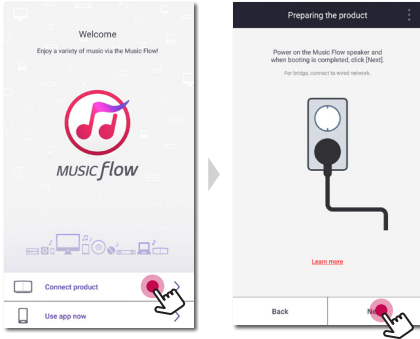 Welcome
Enjoy a variety of music via the Music Flow!
MUSIC flow
Connect product
Use app now
Preparing the product
Power on the Music Flow speaker and
when booting is completed, click [Next].
For bridge, connect to wired network.
Learn more
Back